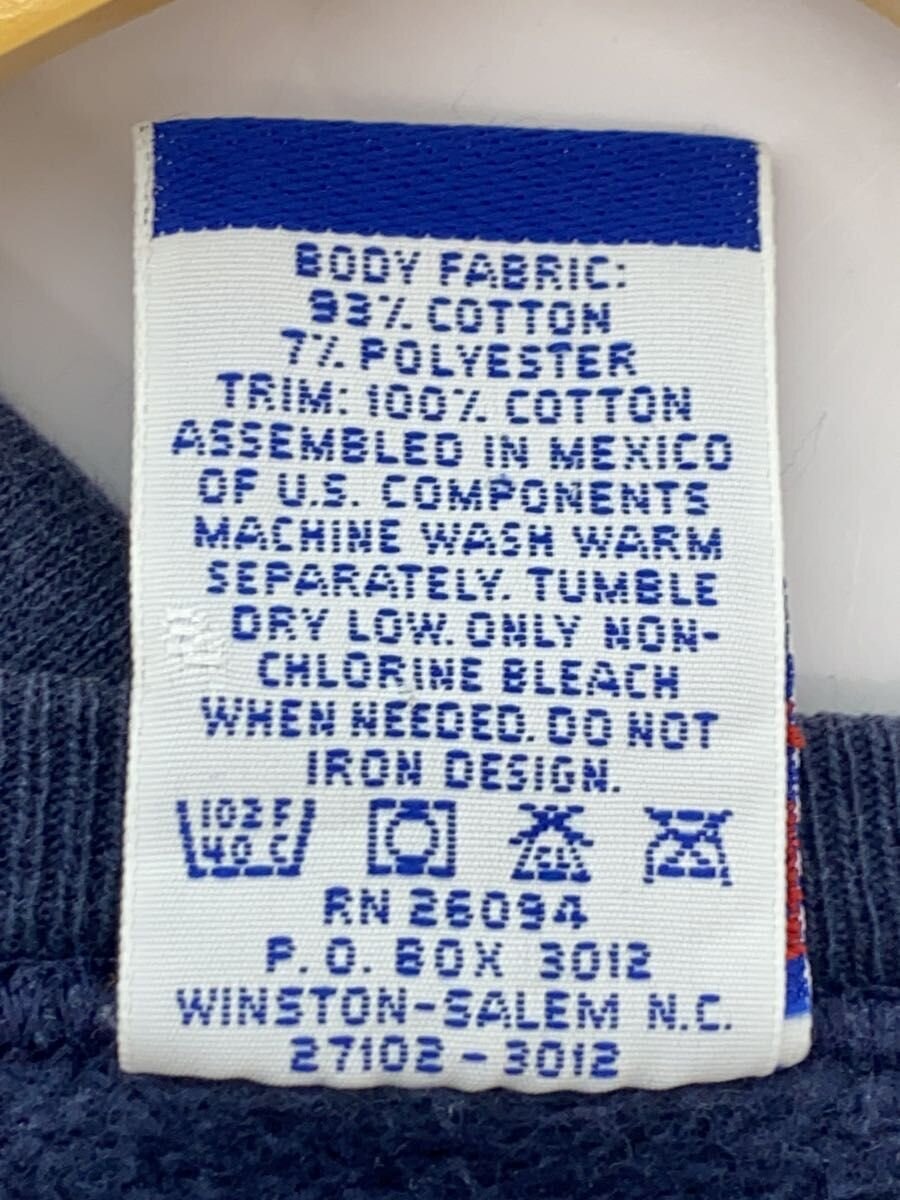 BODY FABRIC:
93% COTTON
7% POLYESTER
TRIM: 100% COTTON
ASSEMBLED IN MEXICO
OF U.S. COMPONENTS
MACHINE WASH WARM
SEPARATELY. TUMBLE
DRY LOW. ONLY NON-
CHLORINE BLEACH
WHEN NEEDED. DO NOT
IRON DESIGN.
102F
40 C
CL
RN 26094
P.O. BOX 3012
WINSTON-SALEM N.C.
27102-3012